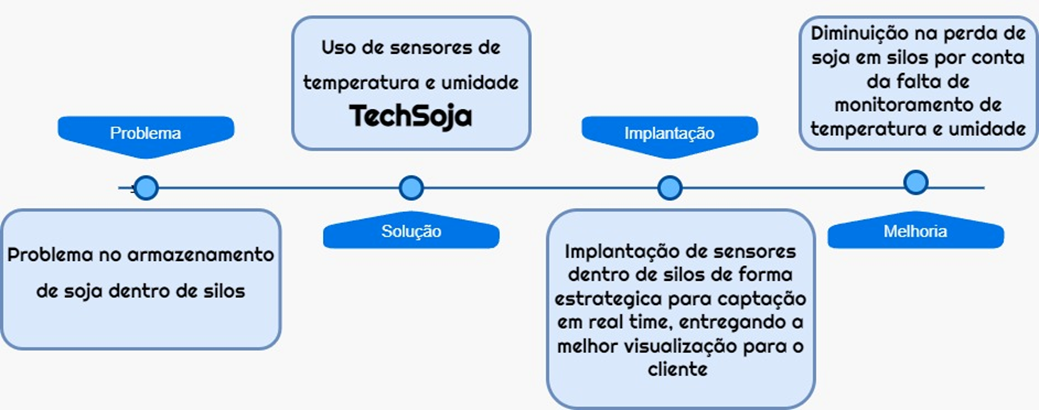 Problema
Problema no armazenamento
de soja dentro de silos
Uso de sensores de
temperatura e umidade
TechSoja
Solução
Implantação
Implantação de sensores
dentro de silos de forma
estrategica para captação
em real time, entregando a
melhor visualização para o
cliente
Diminuição na perda de
soja em silos por conta
da falta de
monitoramento de
temperatura e umidade
Melhoria